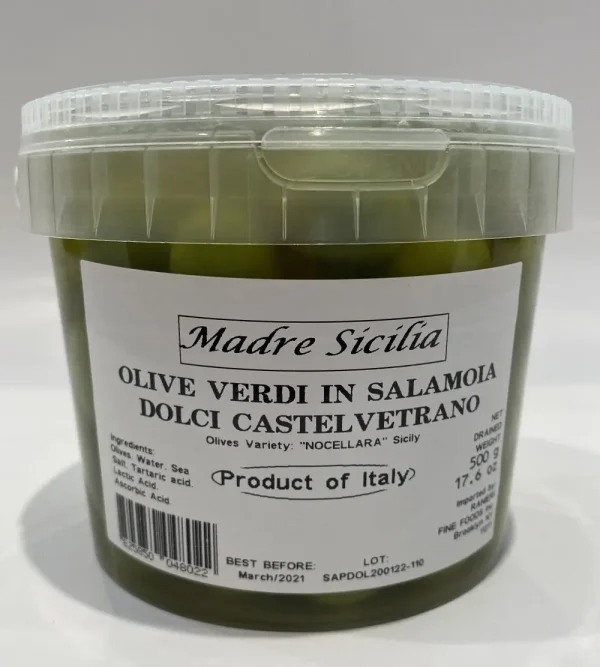 Madre Sicilia
OLIVE VERDI IN SALAMOIA
DOLCI CASTELVETRANO
Olives Variety: "NOCELLARA" Sicily
Ingredients:
Olives. Water. Sea
Salt. Tartaric acid.
Lactic Acid.
Ascorbic Acid.
Product of Italy
NET
DRAINED
WEIGHT
500 g
17.6 oz
Imported by:
FINE FOODS
Brooklyn
048022
BEST BEFORE:
March/2021
LOT:
SAPDOL200122-110